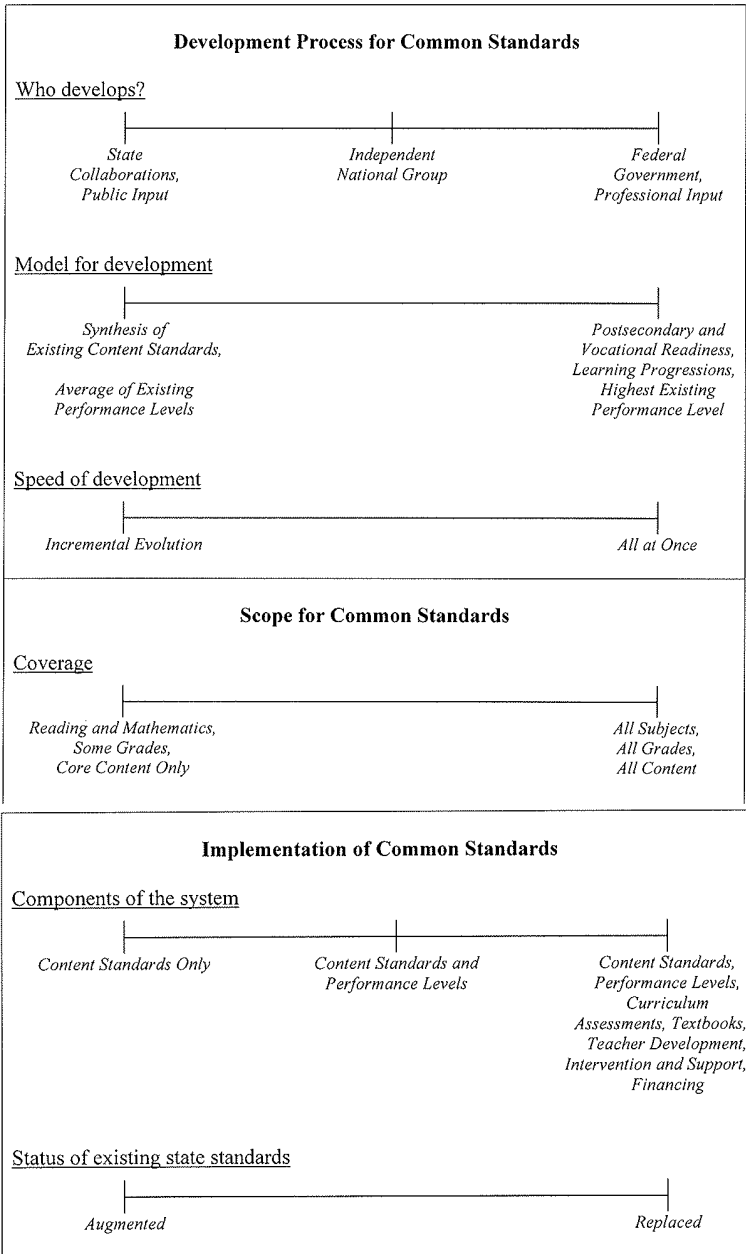 Development Process for Common Standards
Who develops?
State
Collaborations,
Public Input
Independent
National Group
Federal
Government,
Professional Input
Model for development
Synthesis of
Existing Content Standards,
Average of Existing
Performance Levels
Postsecondary and
Vocational Readiness,
Learning Progressions,
Highest Existing
Performance Level
Speed of development
Incremental Evolution
All at Once
Scope for Common Standards
Coverage
Reading and Mathematics,
Some Grades,
Core Content Only
All Subjects,
All Grades,
All Content
Implementation of Common Standards
Components of the system
Content Standards Only
Content Standards and
Performance Levels
Content Standards,
Performance Levels,
Curriculum
Assessments, Textbooks,
Teacher Development,
Intervention and Support,
Financing
Status of existing state standards
Augmented
Replaced